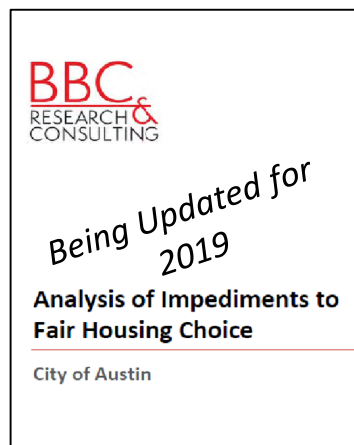 BBC
RESEARCH &
CONSULTING
Being Updated for
2019
Analysis of Impediments to
Fair Housing Choice
City of Austin